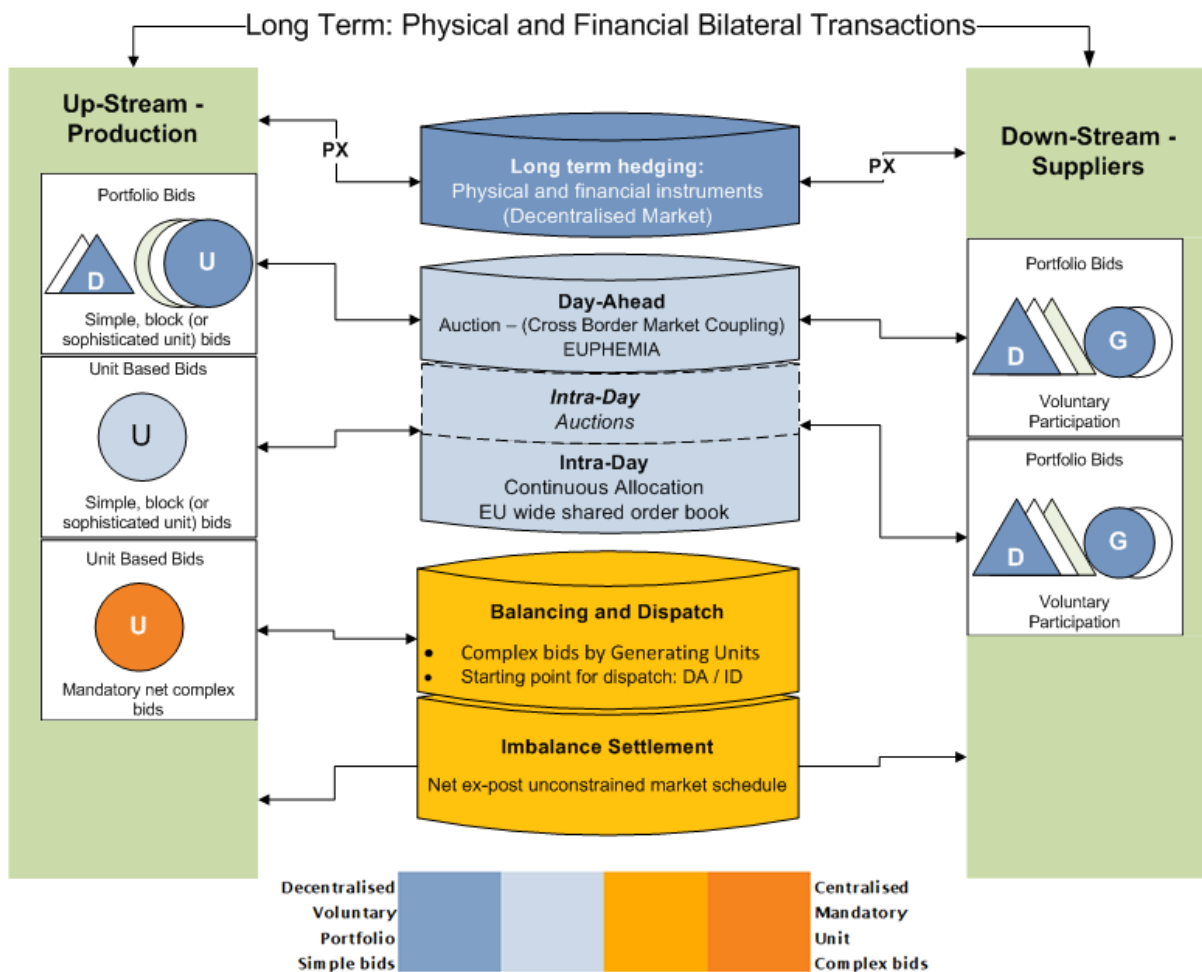 Long Term: Physical and Financial Bilateral Transactions
Up-Stream -
Production
PX
Portfolio Bids
D
U
Simple, block (or
sophisticated unit) bids
Unit Based Bids
U
Simple, block (or
sophisticated unit) bids
Unit Based Bids
U
Mandatory net complex
bids
Long term hedging:
Physical and financial instruments
(Decentralised Market)
Day-Ahead
Auction – (Cross Border Market Coupling)
EUPHEMIA
Intra-Day
Auctions
Intra-Day
Continuous Allocation
EU wide shared order book
Balancing and Dispatch
• Complex bids by Generating Units
• Starting point for dispatch: DA / ID
Imbalance Settlement
Net ex-post unconstrained market schedule
PX
Down-Stream -
Suppliers
Portfolio Bids
D
G
Voluntary
Participation
Portfolio Bids
D
G
Voluntary
Participation
Decentralised
Voluntary
Portfolio
Simple bids
Centralised
Mandatory
Unit
Complex bids